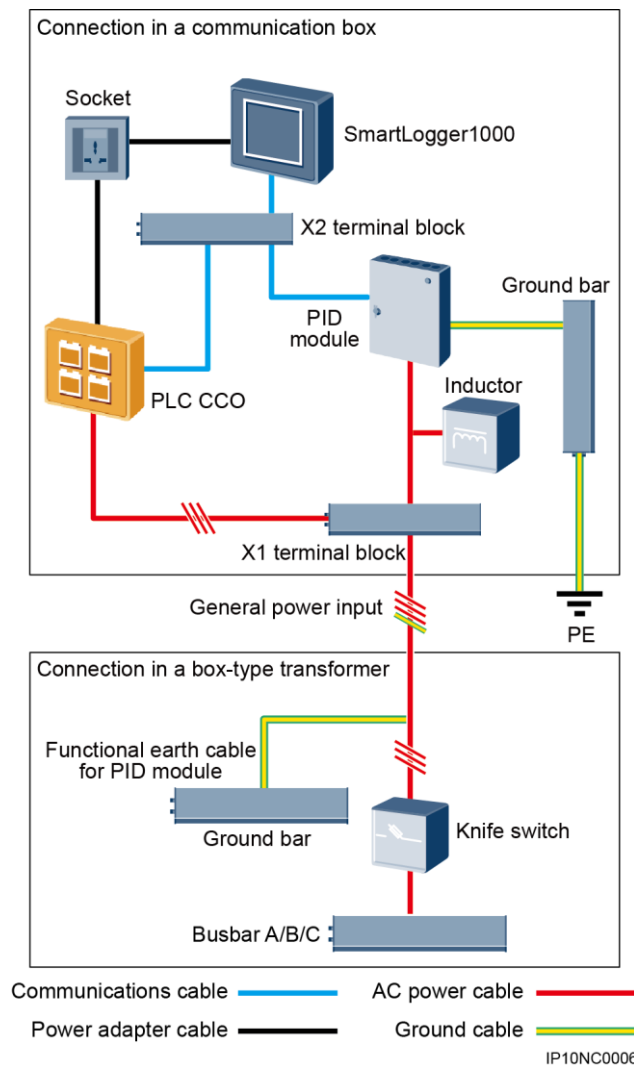 Connection in a communication box
Socket
SmartLogger1000
X2 terminal block
Ground bar
PID
module
Inductor
PLC CCO
X1 terminal block
General power input
PE
Connection in a box-type transformer
Functional earth cable
for PID module
Ground bar
Knife switch
Busbar A/B/C
Communications cable
AC power cable
Power adapter cable
Ground cable
IP10NC0006